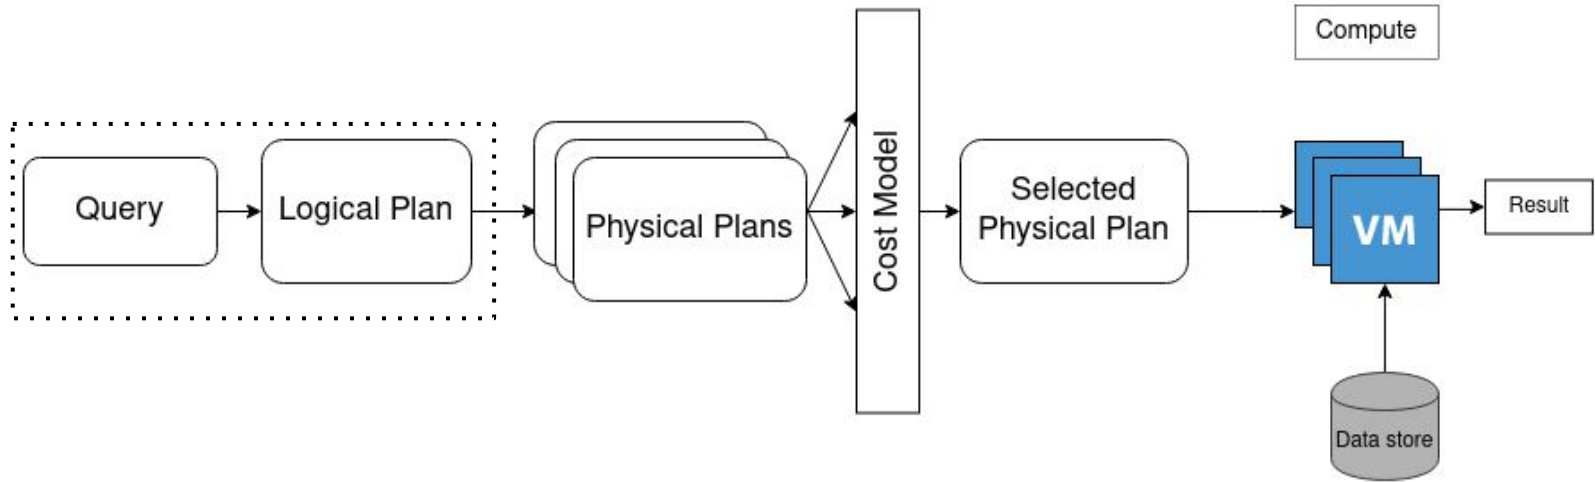 Compute
Query
Logical Plan
Physical Plans
Cost Model
Selected
Physical Plan
VM
Result
Data store